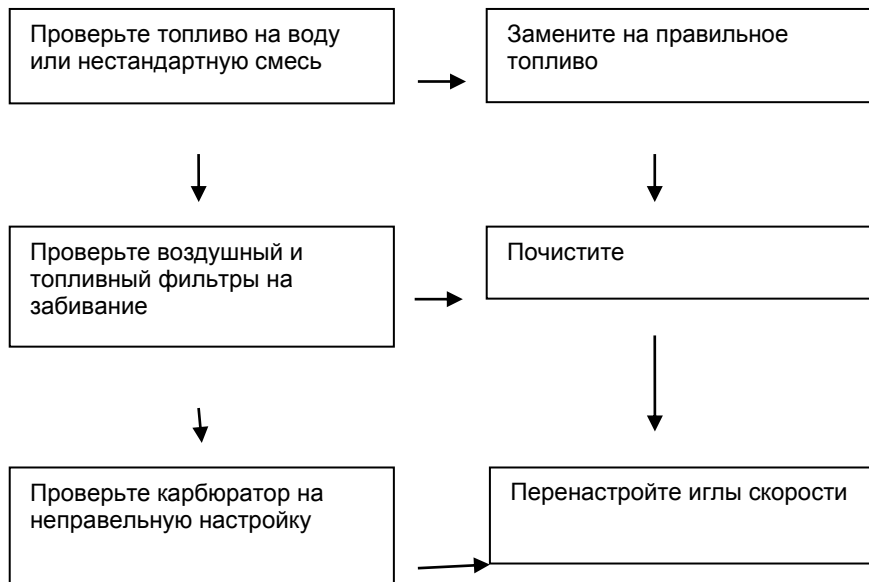 Проверьте топливо на воду
или нестандартную смесь
Замените на правильное
топливо
Проверьте воздушный и
топливный фильтры на
забивание
Почистите
Проверьте карбюратор на
неправельную настройку
Перенастройте иглы скорости